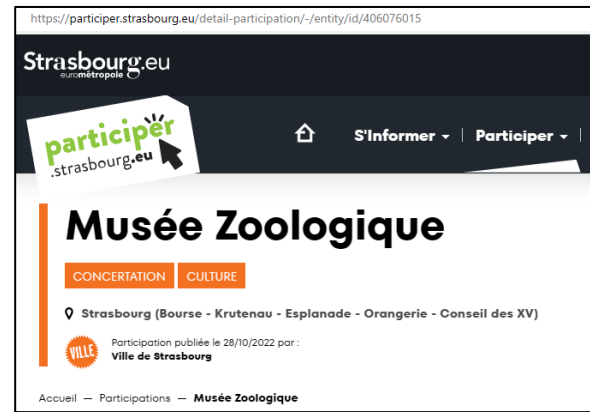 https://participer.strasbourg.eu/detail-participation/-/entity/id/406076015
Strasbourg.eu
eurométropole
participer
.strasbourg.eu
S'Informer
Participer
Musée Zoologique
CONCERTATION
CULTURE
Strasbourg (Bourse - Krutenau - Esplanade - Orangerie - Conseil des XV)
VILLE
Participation publiée le 28/10/2022 par :
Ville de Strasbourg
Accueil — Participations — Musée Zoologique